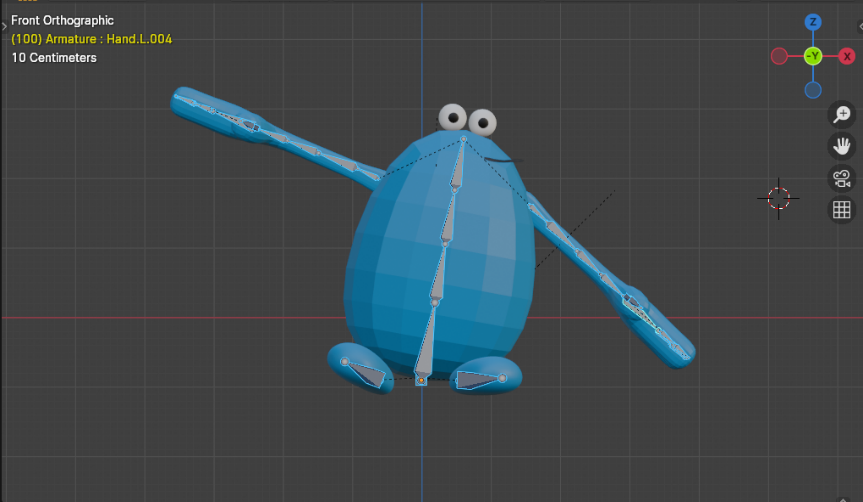 Front Orthographic
(100) Armature : Hand.L.004
10 Centimeters
Z
-Y
X